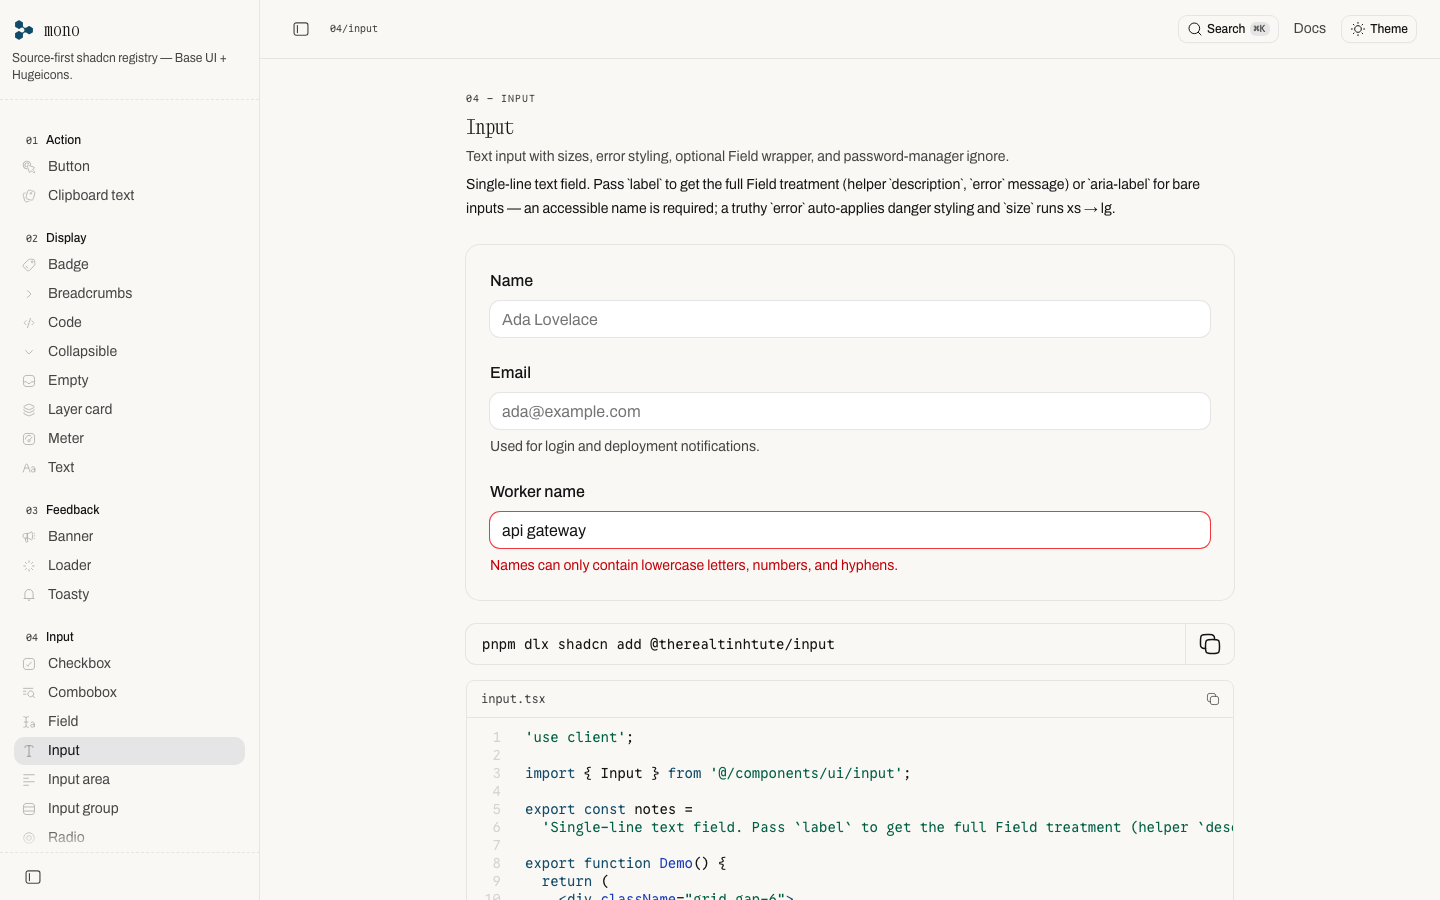 mono
Source-first shadcn registry — Base UI +
Hugeicons.
01 Action
Button
Clipboard text
02 Display
Badge
Breadcrumbs
Code
Collapsible
Empty
Layer card
Meter
Text
03 Feedback
Banner
Loader
Toasty
04 Input
Checkbox
Combobox
Field
Input
Input area
Input group
Radio
04/input
Search ⌘K
Docs
Theme
04 — INPUT
Input
Text input with sizes, error styling, optional Field wrapper, and password-manager ignore.
Single-line text field. Pass `label` to get the full Field treatment (helper `description`, `error` message) or `aria-label` for bare
inputs — an accessible name is required; a truthy `error` auto-applies danger styling and `size` runs xs → lg.
Name
Ada Lovelace
Email
ada@example.com
Used for login and deployment notifications.
Worker name
api gateway
Names can only contain lowercase letters, numbers, and hyphens.
pnpm dlx shadcn add @therealtinhtute/input
input.tsx
1 'use client';
2
3 import { Input } from '@/components/ui/input';
4
5 export const notes =
6 'Single-line text field. Pass `label` to get the full Field treatment (helper `desc
7
8 export function Demo() {
9 return (
10 <div className="grid gap-6">